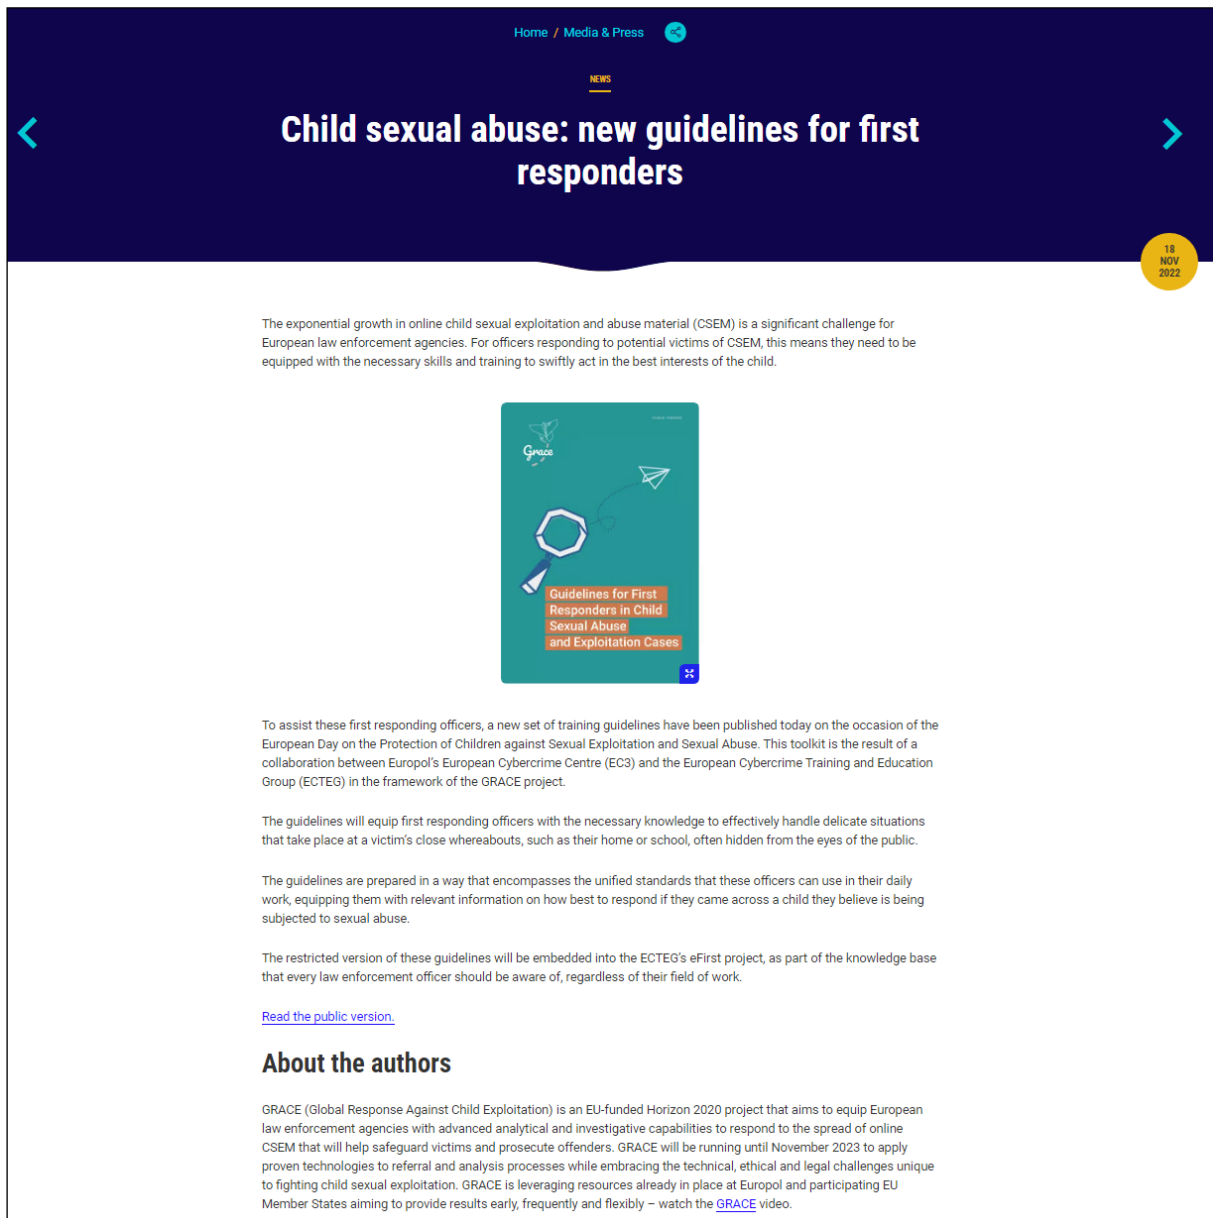 Home / Media & Press
NEWS
Child sexual abuse: new guidelines for first
responders
18
NOV
2022
The exponential growth in online child sexual exploitation and abuse material (CSEM) is a significant challenge for
European law enforcement agencies. For officers responding to potential victims of CSEM, this means they need to be
equipped with the necessary skills and training to swiftly act in the best interests of the child.
Grace
Guidelines for First
Responders in Child
Sexual Abuse
and Exploitation Cases
To assist these first responding officers, a new set of training guidelines have been published today on the occasion of the
European Day on the Protection of Children against Sexual Exploitation and Sexual Abuse. This toolkit is the result of a
collaboration between Europol's European Cybercrime Centre (EC3) and the European Cybercrime Training and Education
Group (ECTEG) in the framework of the GRACE project.
The guidelines will equip first responding officers with the necessary knowledge to effectively handle delicate situations
that take place at a victim's close whereabouts, such as their home or school, often hidden from the eyes of the public.
The guidelines are prepared in a way that encompasses the unified standards that these officers can use in their daily
work, equipping them with relevant information on how best to respond if they came across a child they believe is being
subjected to sexual abuse.
The restricted version of these guidelines will be embedded into the ECTEG's eFirst project, as part of the knowledge base
that every law enforcement officer should be aware of, regardless of their field of work.
Read the public version.
About the authors
GRACE (Global Response Against Child Exploitation) is an EU-funded Horizon 2020 project that aims to equip European
law enforcement agencies with advanced analytical and investigative capabilities to respond to the spread of online
CSEM that will help safeguard victims and prosecute offenders. GRACE will be running until November 2023 to apply
proven technologies to referral and analysis processes while embracing the technical, ethical and legal challenges unique
to fighting child sexual exploitation. GRACE is leveraging resources already in place at Europol and participating EU
Member States aiming to provide results early, frequently and flexibly – watch the GRACE video.